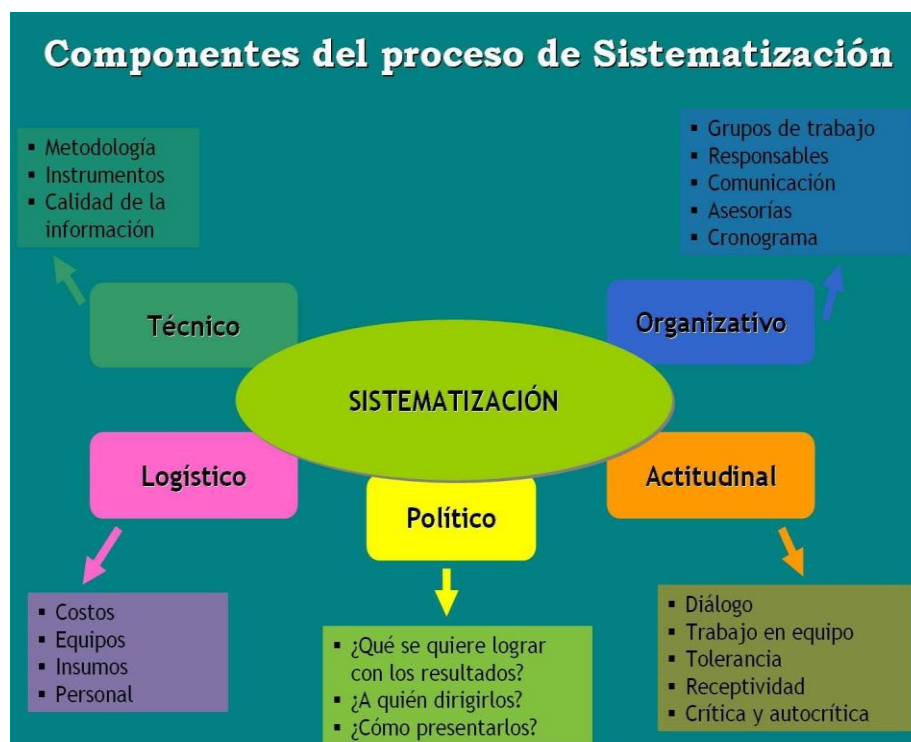 Componentes del proceso de Sistematización
▪ Metodología
▪ Instrumentos
▪ Calidad de la
información
▪ Grupos de trabajo
▪ Responsables
▪ Comunicación
▪ Asesorías
▪ Cronograma
Técnico
Organizativo
SISTEMATIZACIÓN
Logístico
Político
Actitudinal
▪ Costos
▪ Equipos
▪ Insumos
▪ Personal
▪ ¿Qué se quiere lograr
con los resultados?
▪ ¿A quién dirigirlos?
▪ ¿Cómo presentarlos?
▪ Diálogo
▪ Trabajo en equipo
▪ Tolerancia
▪ Receptividad
▪ Crítica y autocrítica